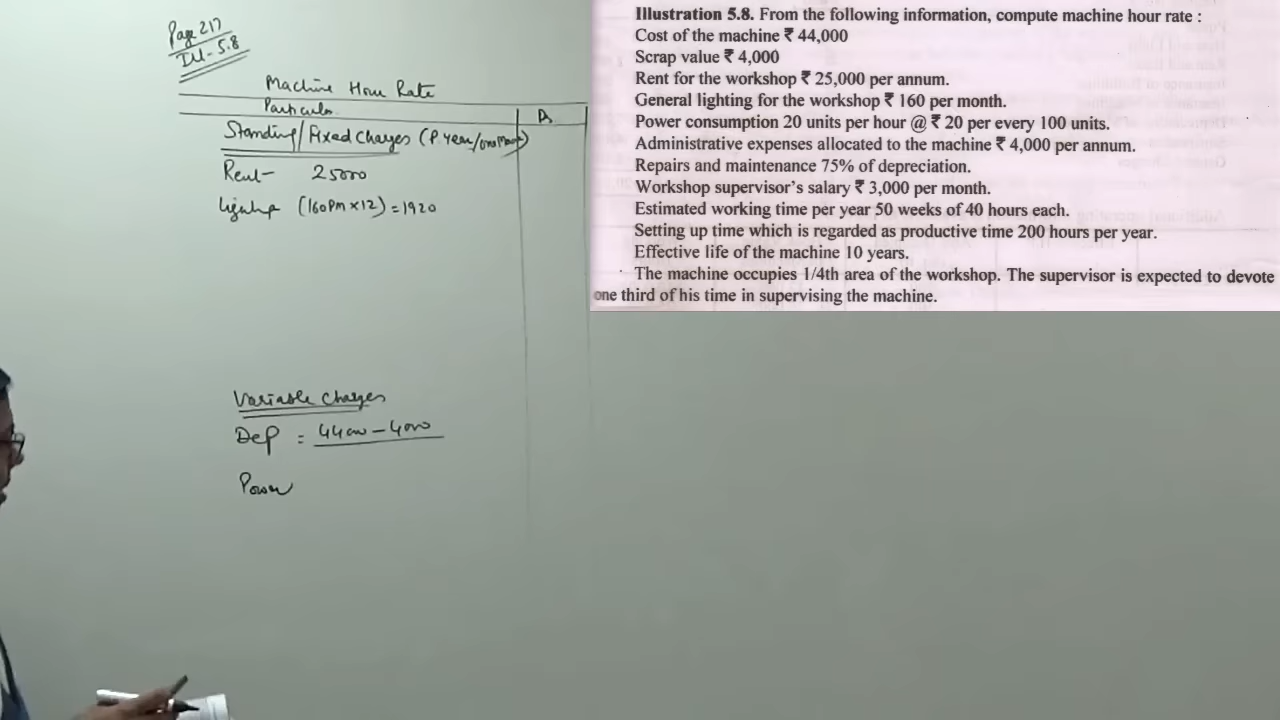 Page 217
Ill - 5.8
Machine Hour Rate
Particulars
Standing/Fixed Charges (P. Year/
Rent- 25000
(160PM x 12) = 1920
Variable Charges
Dep = 44000 - 4000
Power
Illustration 5.8. From the following information, compute machine hour rate :
Cost of the machine ₹ 44,000
Scrap value ₹ 4,000
Rent for the workshop ₹ 25,000 per annum.
General lighting for the workshop ₹ 160 per month.
Power consumption 20 units per hour @ ₹ 20 per every 100 units.
Administrative expenses allocated to the machine ₹ 4,000 per annum.
Repairs and maintenance 75% of depreciation.
Workshop supervisor's salary ₹ 3,000 per month.
Estimated working time per year 50 weeks of 40 hours each.
Setting up time which is regarded as productive time 200 hours per year.
Effective life of the machine 10 years.
The machine occupies 1/4th area of the workshop. The supervisor is expected to devote
one third of his time in supervising the machine.